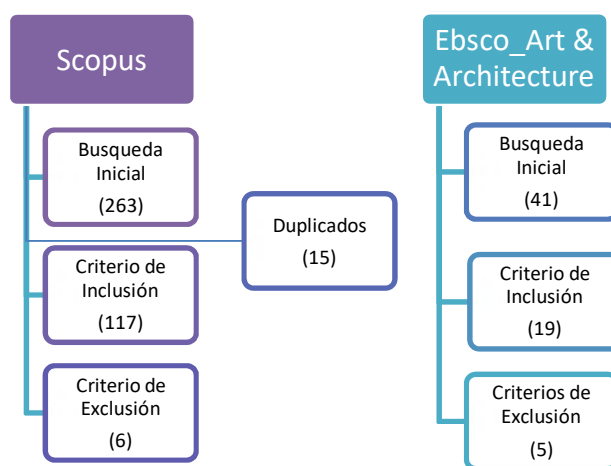 Scopus
Busqueda
Inicial
(263)
Criterio de
Inclusión
(117)
Criterio de
Exclusión
(6)
Duplicados
(15)
Ebsco_Art &
Architecture
Busqueda
Inicial
(41)
Criterio de
Inclusión
(19)
Criterios de
Exclusión
(5)